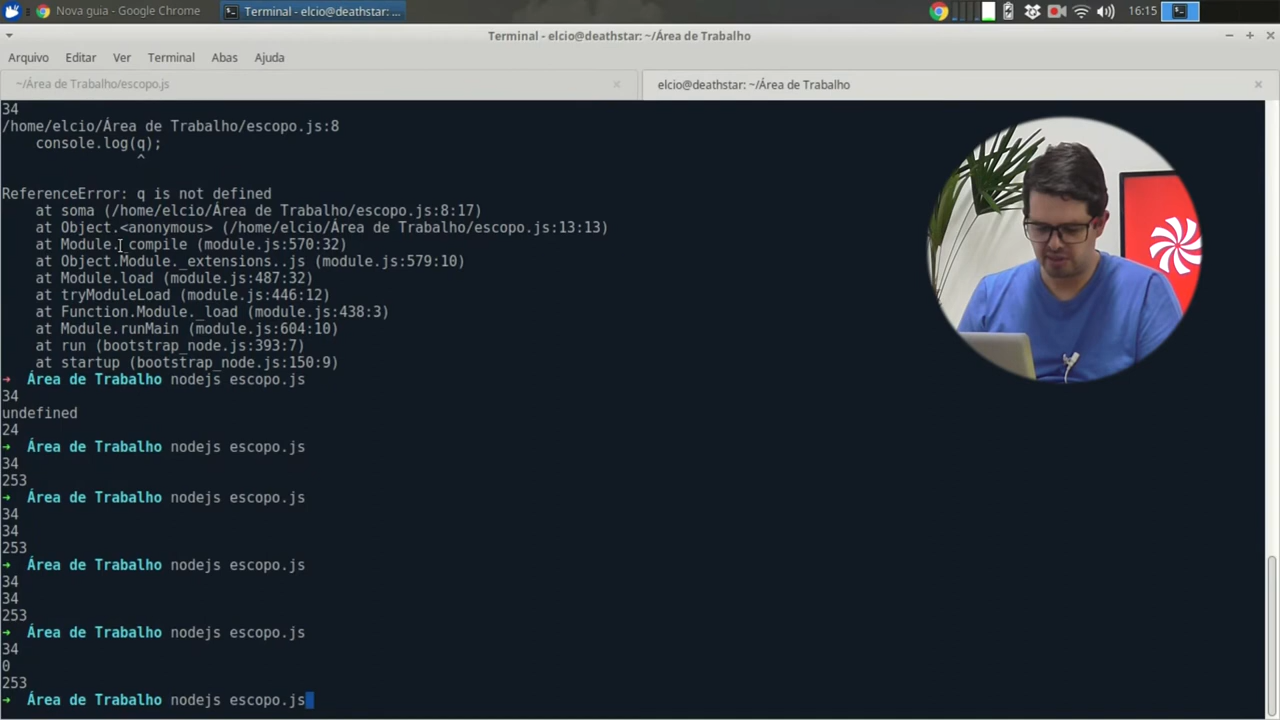 Nova guia - Google Chrome
Terminal - elcio@deathstar: ...
16:15
Terminal - elcio@deathstar: ~/Área de Trabalho
Arquivo Editar Ver Terminal Abas Ajuda
~/Área de Trabalho/escopo.js
elcio@deathstar: ~/Área de Trabalho
34
/home/elcio/Área de Trabalho/escopo.js:8
    console.log(q);
                ^
ReferenceError: q is not defined
    at soma (/home/elcio/Área de Trabalho/escopo.js:8:17)
    at Object.<anonymous> (/home/elcio/Área de Trabalho/escopo.js:13:13)
    at Module._compile (module.js:570:32)
    at Object.Module._extensions..js (module.js:579:10)
    at Module.load (module.js:487:32)
    at tryModuleLoad (module.js:446:12)
    at Function.Module._load (module.js:438:3)
    at Module.runMain (module.js:604:10)
    at run (bootstrap_node.js:393:7)
    at startup (bootstrap_node.js:150:9)
➜  Área de Trabalho nodejs escopo.js
34
undefined
24
➜  Área de Trabalho nodejs escopo.js
34
253
➜  Área de Trabalho nodejs escopo.js
34
34
253
➜  Área de Trabalho nodejs escopo.js
34
34
253
➜  Área de Trabalho nodejs escopo.js
34
0
253
➜  Área de Trabalho nodejs escopo.js